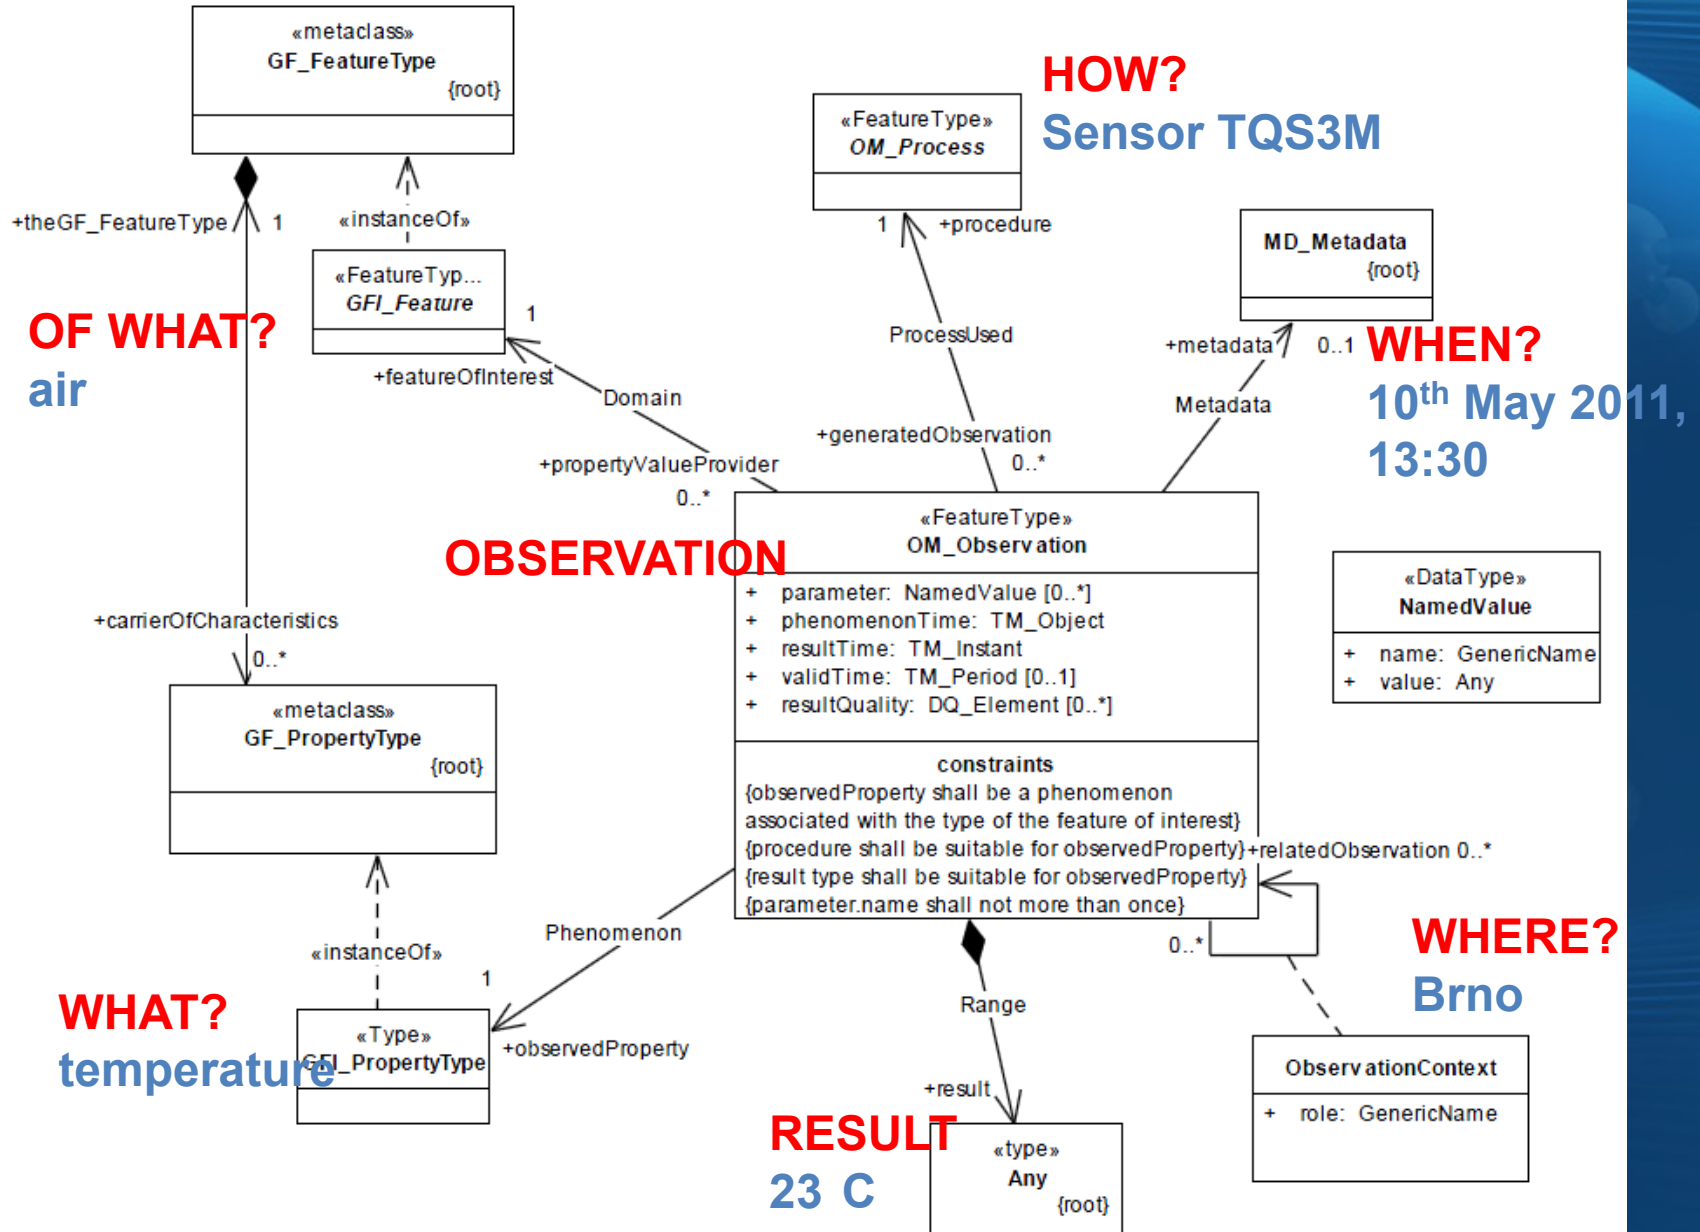 «metaclass»
GF_FeatureType
{root}
HOW?
Sensor TQS3M
«FeatureType»
OM_Process
+theGF_FeatureType
1
«instanceOf»
1
+procedure
MD_Metadata
{root}
«FeatureTyp...
GFI_Feature
1
OF WHAT?
air
+featureOfInterest
Domain
ProcessUsed
+metadata
0..1
WHEN?
10th May 2011,
13:30
Metadata
+generatedObservation
0..*
+propertyValueProvider
0..*
OBSERVATION
«FeatureType»
OM_Observation
+ parameter: NamedValue [0..*]
+ phenomenonTime: TM_Object
+ resultTime: TM_Instant
+ validTime: TM_Period [0..1]
+ resultQuality: DQ_Element [0..*]
constraints
{observedProperty shall be a phenomenon
associated with the type of the feature of interest}
{procedure shall be suitable for observedProperty}
{result type shall be suitable for observedProperty}
{parameter.name shall not more than once}
«DataType»
NamedValue
+ name: GenericName
+ value: Any
+carrierOfCharacteristics
0..*
«metaclass»
GF_PropertyType
{root}
+relatedObservation 0..*
0..*
WHERE?
Brno
Phenomenon
«instanceOf»
1
WHAT?
temperature
«Type»
GFI_PropertyType
+observedProperty
Range
+result
RESULT
23 C
«type»
Any
{root}
ObservationContext
+ role: GenericName